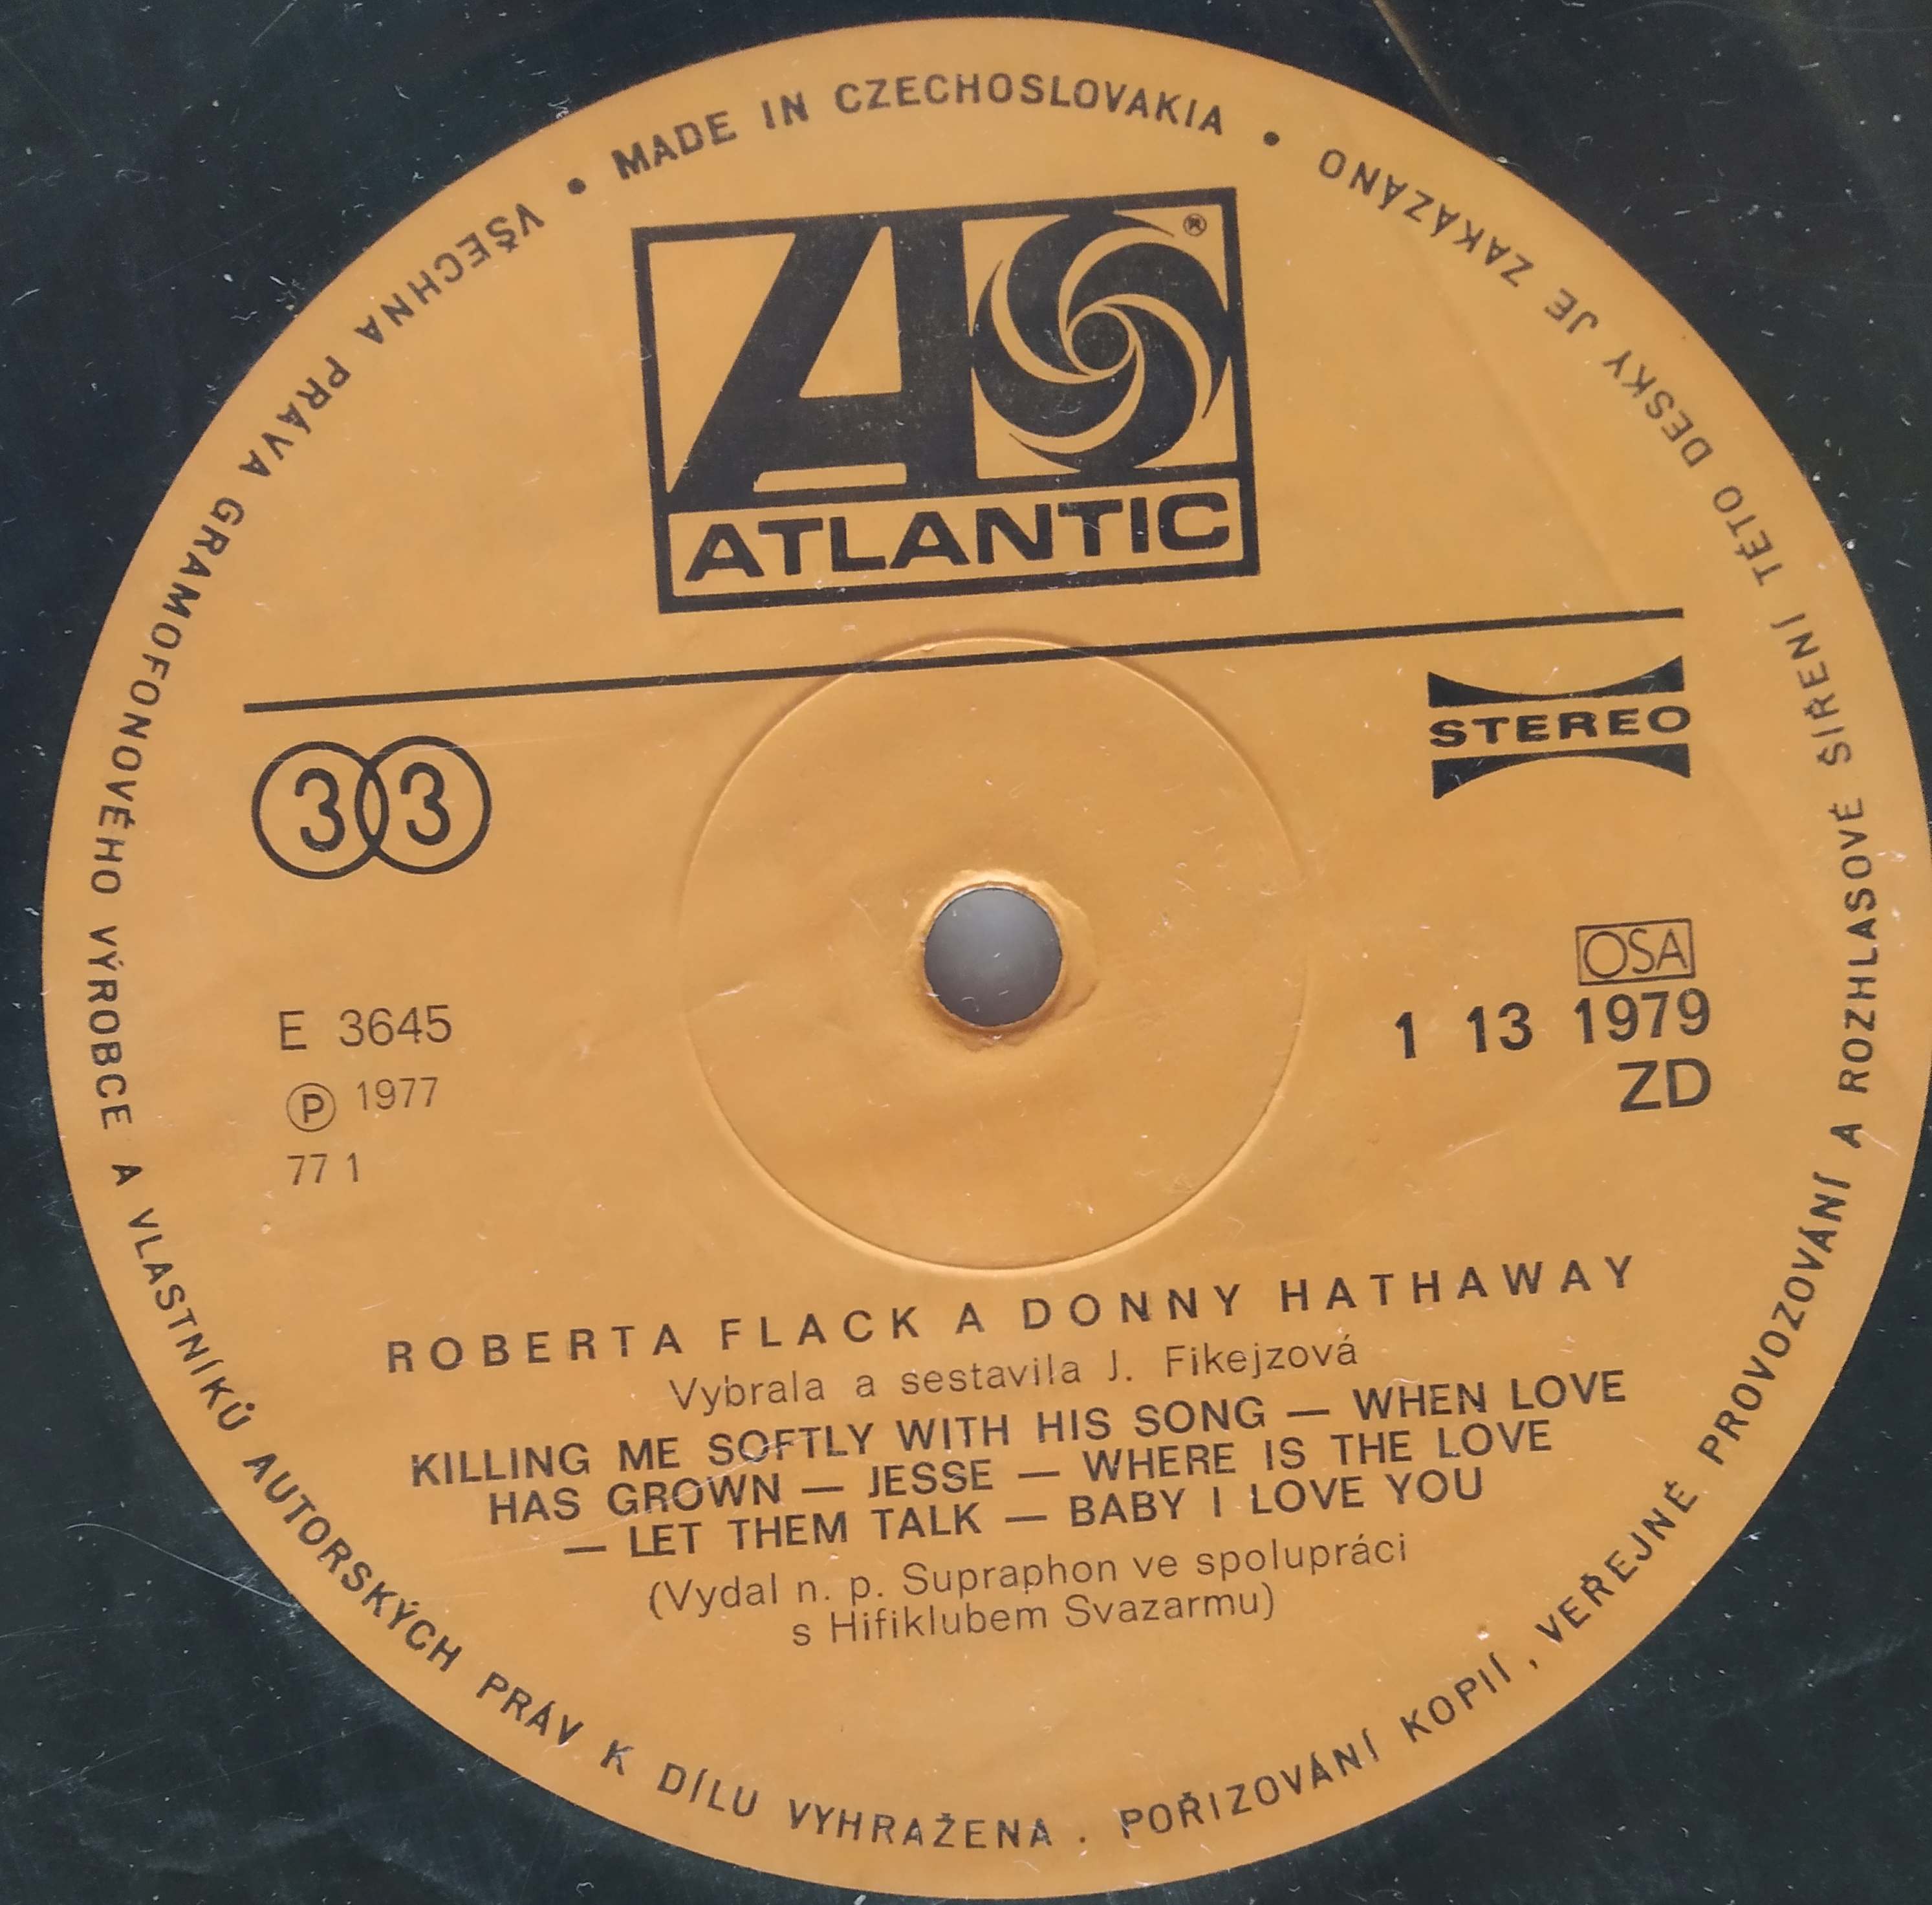 MADE IN CZECHOSLOVAKIA • VŠECHNA PRÁVA GRAMOFONOVÉHO VÝROBCE A VLASTNÍKŮ AUTORSKÝCH PRÁV K DÍLU VYHRAŽENA . POŘIZOVÁNÍ KOPIÍ , VEŘEJNÉ PROVOZOVÁNÍ A ROZHLASOVÉ ŠÍŘENÍ TÉTO DESKY JE ZAKÁZÁNO •
®
ATLANTIC
33
STEREO
OSA
E 3645
1 13 1979
ZD
Ⓟ 1977
77 1
ROBERTA FLACK A DONNY HATHAWAY
Vybrala a sestavila J. Fikejzová
KILLING ME SOFTLY WITH HIS SONG — WHEN LOVE
HAS GROWN — JESSE — WHERE IS THE LOVE
— LET THEM TALK — BABY I LOVE YOU
(Vydal n. p. Supraphon ve spolupráci
s Hifiklubem Svazarmu)